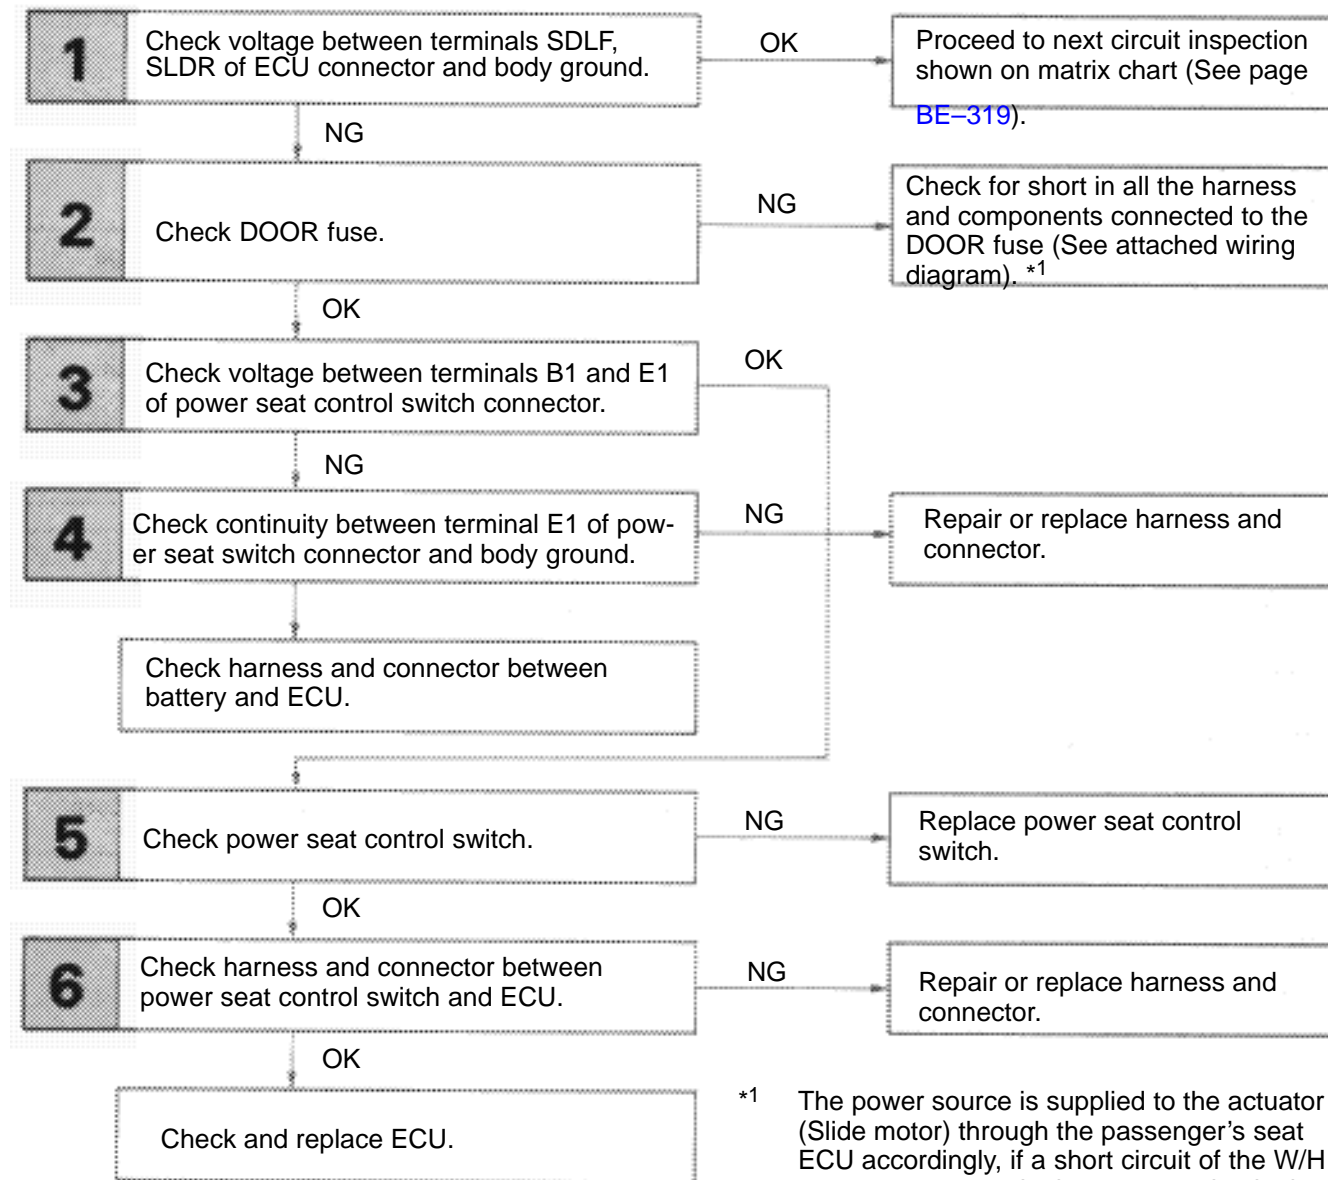 1
Check voltage between terminals SDLF,
SLDR of ECU connector and body ground.
OK
Proceed to next circuit inspection
shown on matrix chart (See page
BE–319).
NG
2
Check DOOR fuse.
NG
Check for short in all the harness
and components connected to the
DOOR fuse (See attached wiring
diagram). *1
OK
3
Check voltage between terminals B1 and E1
of power seat control switch connector.
OK
NG
4
Check continuity between terminal E1 of pow-
er seat switch connector and body ground.
NG
Repair or replace harness and
connector.
Check harness and connector between
battery and ECU.
5
Check power seat control switch.
NG
Replace power seat control
switch.
OK
6
Check harness and connector between
power seat control switch and ECU.
NG
Repair or replace harness and
connector.
OK
Check and replace ECU.
*1 The power source is supplied to the actuator
(Slide motor) through the passenger's seat
ECU accordingly, if a short circuit of the W/H